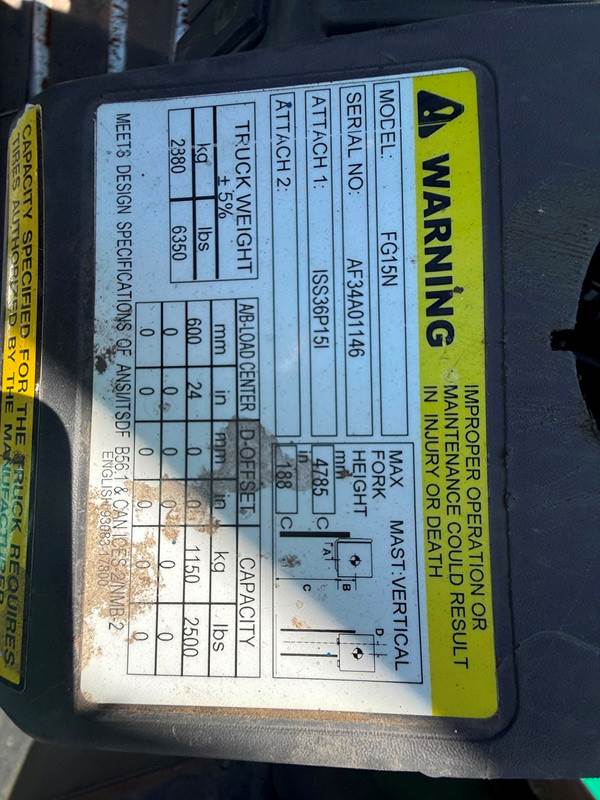 WARNING
IMPROPER OPERATION OR
MAINTENANCE COULD RESULT
IN INJURY OR DEATH
MODEL: FG15N
SERIAL NO: AF34A01146
ATTACH 1: ISS36P15I
ATTACH 2:
MAX FORK HEIGHT
MAST:VERTICAL
mm 4785 C
in 188 C
A
B
C
D
TRUCK WEIGHT
± 5%
kg lbs
2880 6350
A/B-LOAD CENTER D-OFFSET CAPACITY
mm in mm in kg lbs
600 24 0 0 1150 2500
0 0 0 0 0 0
0 0 0 0 0 0
MEETS DESIGN SPECIFICATIONS OF ANSI/ITSDF B56.1 & CAN ICES-2/NMB-2
ENGLISH 93083-17800
CAPACITY SPECIFIED FOR THE TRUCK REQUIRES
TIRES AUTHORIZED BY THE MANUFACTURER